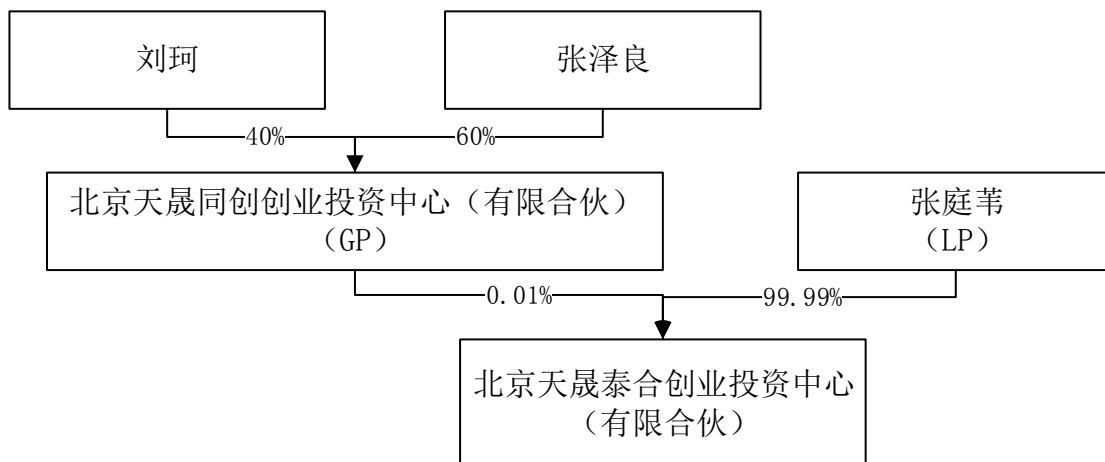 刘珂
张泽良
40%
60%
北京天晟同创创业投资中心（有限合伙）
（GP）
张庭苇
（LP）
0.01%
99.99%
北京天晟泰合创业投资中心
（有限合伙）